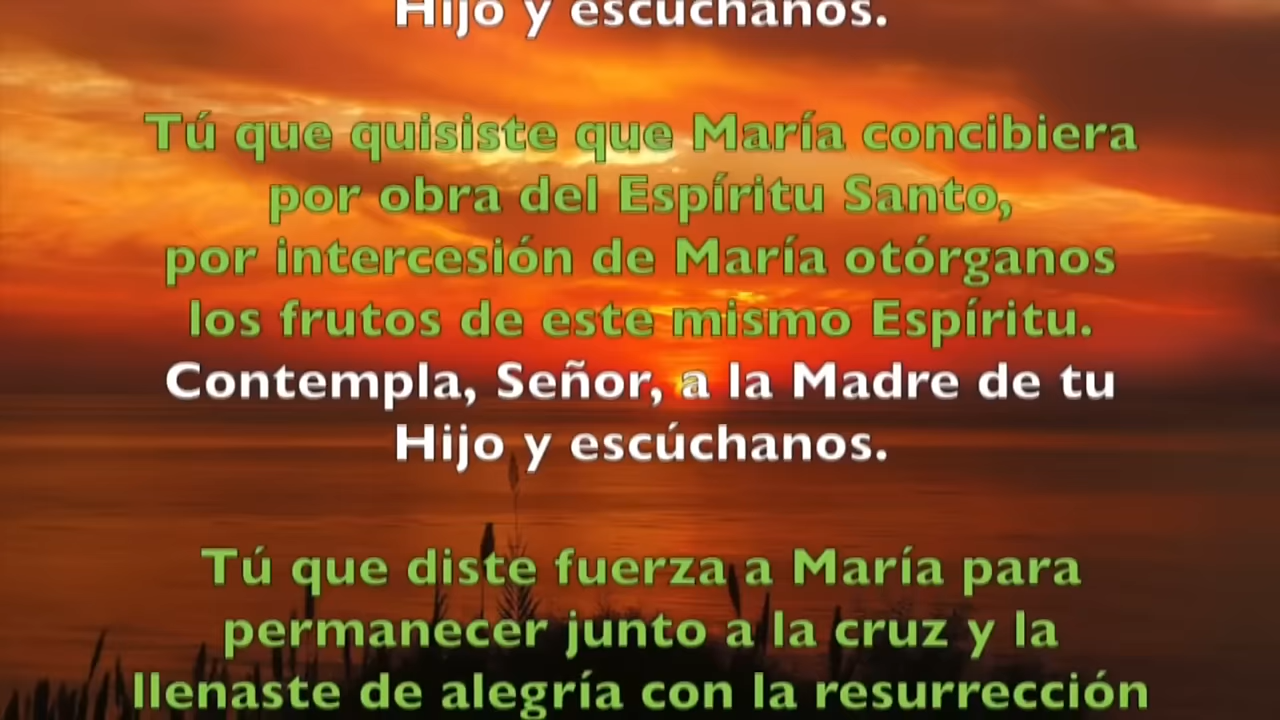 Hijo y escúchanos.
Tú que quisiste que María concibiera
por obra del Espíritu Santo,
por intercesión de María otórganos
los frutos de este mismo Espíritu.
Contempla, Señor, a la Madre de tu
Hijo y escúchanos.
Tú que diste fuerza a María para
permanecer junto a la cruz y la
llenaste de alegría con la resurrección